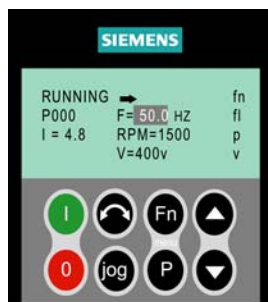 SIEMENS
RUNNING ➡ fn
P000 F= 50.0 HZ fl
I = 4.8 RPM=1500 p
V=400v v
I Fn
0 jog P